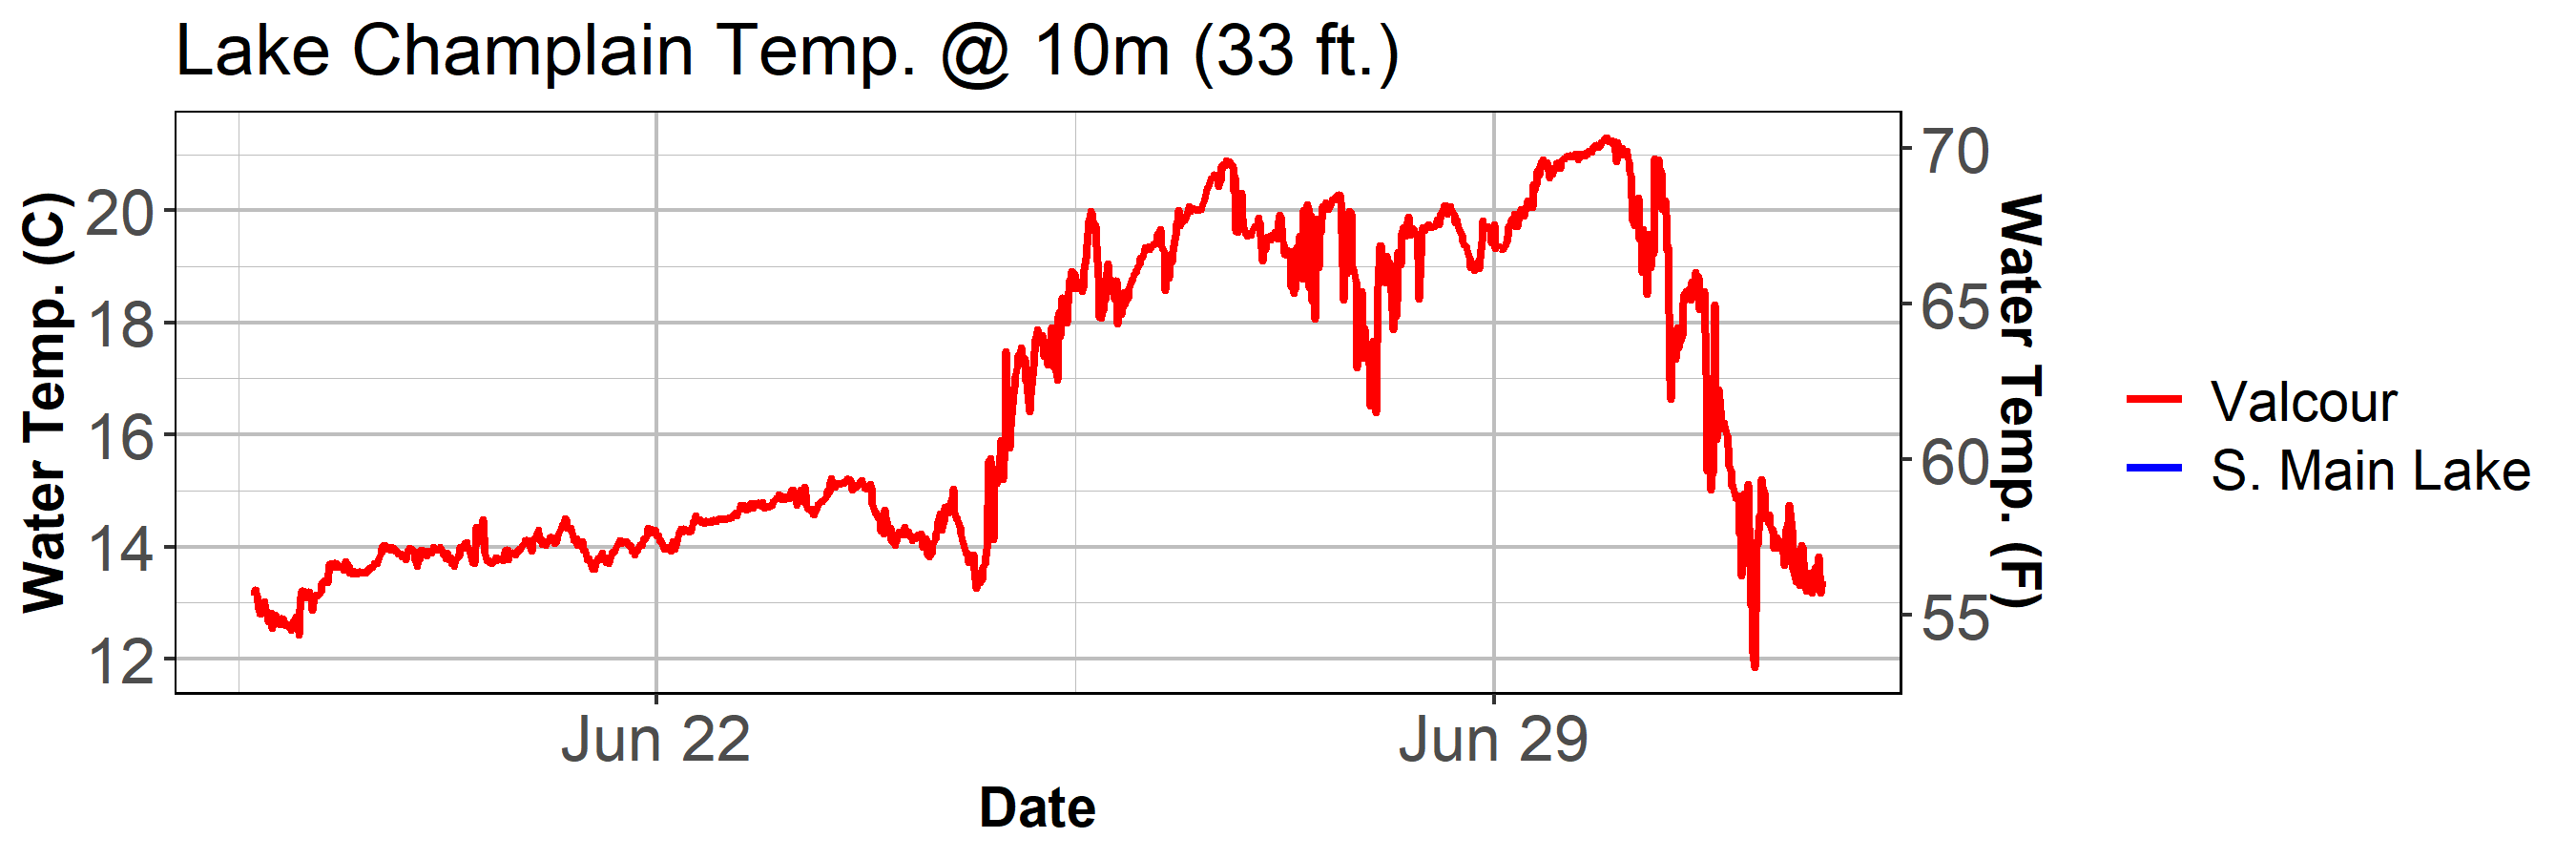 Lake Champlain Temp. @ 10m (33 ft.)
Water Temp. (C)
20
18
16
14
12
70
65
60
55
Water Temp. (F)
Jun 22
Jun 29
Date
Valcour
S. Main Lake